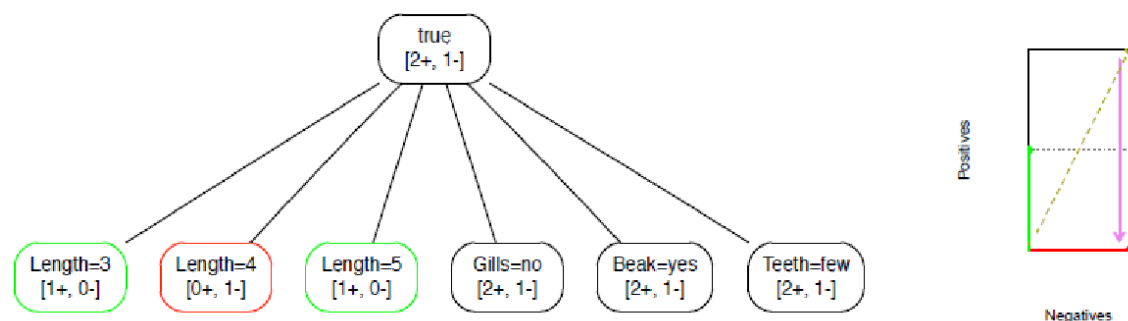 true
[2+, 1-]
Length=3
[1+, 0-]
Length=4
[0+, 1-]
Length=5
[1+, 0-]
Gills=no
[2+, 1-]
Beak=yes
[2+, 1-]
Teeth=few
[2+, 1-]
Positives
Negatives